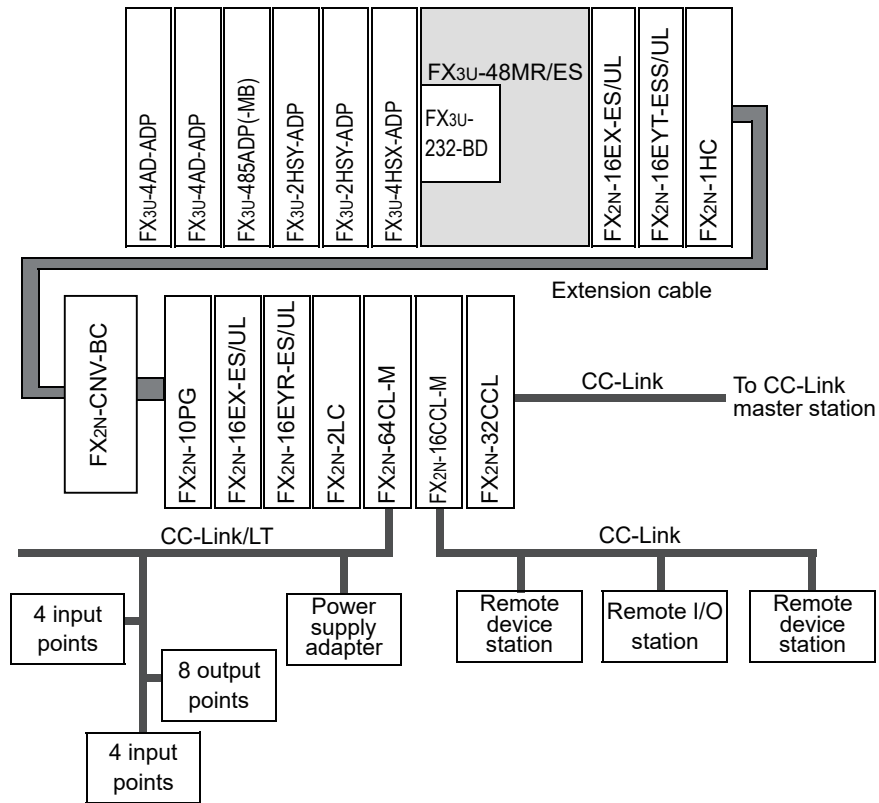 FX3U-4AD-ADP
FX3U-4AD-ADP
FX3U-485ADP(-MB)
FX3U-2HSY-ADP
FX3U-2HSY-ADP
FX3U-4HSX-ADP
FX3U-48MR/ES
FX3U-
232-BD
FX2N-16EX-ES/UL
FX2N-16EYT-ESS/UL
FX2N-1HC
Extension cable
FX2N-CNV-BC
FX2N-10PG
FX2N-16EX-ES/UL
FX2N-16EYR-ES/UL
FX2N-2LC
FX2N-64CL-M
FX2N-16CCL-M
FX2N-32CCL
CC-Link
To CC-Link
master station
CC-Link/LT
CC-Link
4 input
points
8 output
points
4 input
points
Power
supply
adapter
Remote
device
station
Remote I/O
station
Remote
device
station